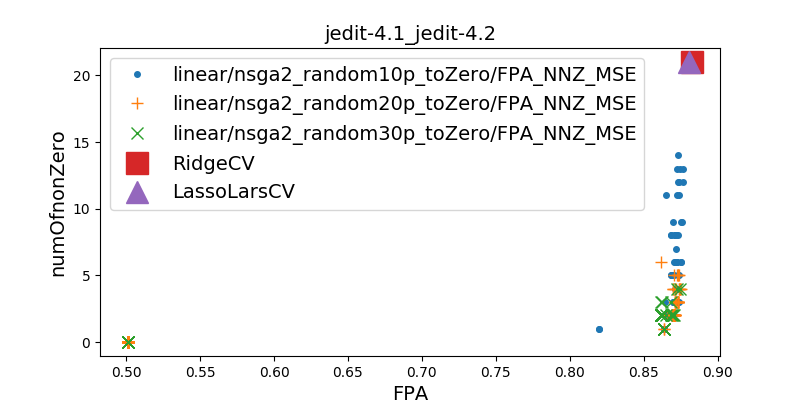 jedit-4.1_jedit-4.2
linear/nsga2_random10p_toZero/FPA_NNZ_MSE
linear/nsga2_random20p_toZero/FPA_NNZ_MSE
linear/nsga2_random30p_toZero/FPA_NNZ_MSE
RidgeCV
LassoLarsCV
numOfnonZero
20
15
10
5
0
0.50 0.55 0.60 0.65 0.70 0.75 0.80 0.85 0.90
FPA